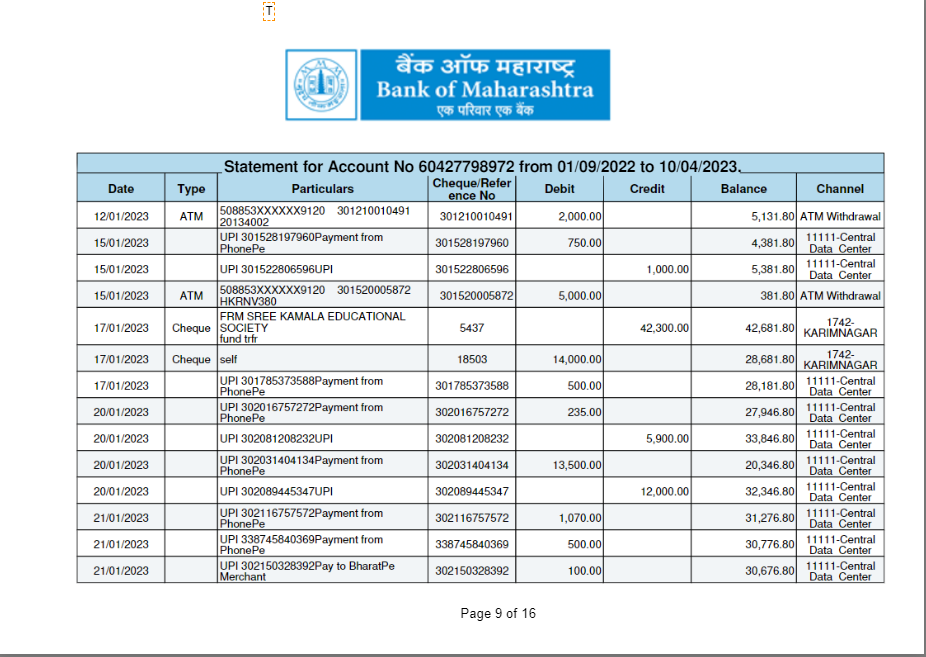 T
बैंक ऑफ महाराष्ट्र
Bank of Maharashtra
एक परिवार एक बैंक
Statement for Account No 60427798972 from 01/09/2022 to 10/04/2023.
Date Type Particulars Cheque/Refer ence No Debit Credit Balance Channel
12/01/2023 ATM 508853XXXXXX9120 301210010491 20134002 301210010491 2,000.00 5,131.80 ATM Withdrawal
15/01/2023 UPI 301528197960Payment from PhonePe 301528197960 750.00 4,381.80 11111-Central Data Center
15/01/2023 UPI 301522806596UPI 301522806596 1,000.00 5,381.80 11111-Central Data Center
15/01/2023 ATM 508853XXXXXX9120 301520005872 HKRNV380 301520005872 5,000.00 381.80 ATM Withdrawal
17/01/2023 Cheque FRM SREE KAMALA EDUCATIONAL SOCIETY fund trfr 5437 42,300.00 42,681.80 1742- KARIMNAGAR
17/01/2023 Cheque self 18503 14,000.00 28,681.80 1742- KARIMNAGAR
17/01/2023 UPI 301785373588Payment from PhonePe 301785373588 500.00 28,181.80 11111-Central Data Center
20/01/2023 UPI 302016757272Payment from PhonePe 302016757272 235.00 27,946.80 11111-Central Data Center
20/01/2023 UPI 302081208232UPI 302081208232 5,900.00 33,846.80 11111-Central Data Center
20/01/2023 UPI 302031404134Payment from PhonePe 302031404134 13,500.00 20,346.80 11111-Central Data Center
20/01/2023 UPI 302089445347UPI 302089445347 12,000.00 32,346.80 11111-Central Data Center
21/01/2023 UPI 302116757572Payment from PhonePe 302116757572 1,070.00 31,276.80 11111-Central Data Center
21/01/2023 UPI 338745840369Payment from PhonePe 338745840369 500.00 30,776.80 11111-Central Data Center
21/01/2023 UPI 302150328392Pay to BharatPe Merchant 302150328392 100.00 30,676.80 11111-Central Data Center
Page 9 of 16